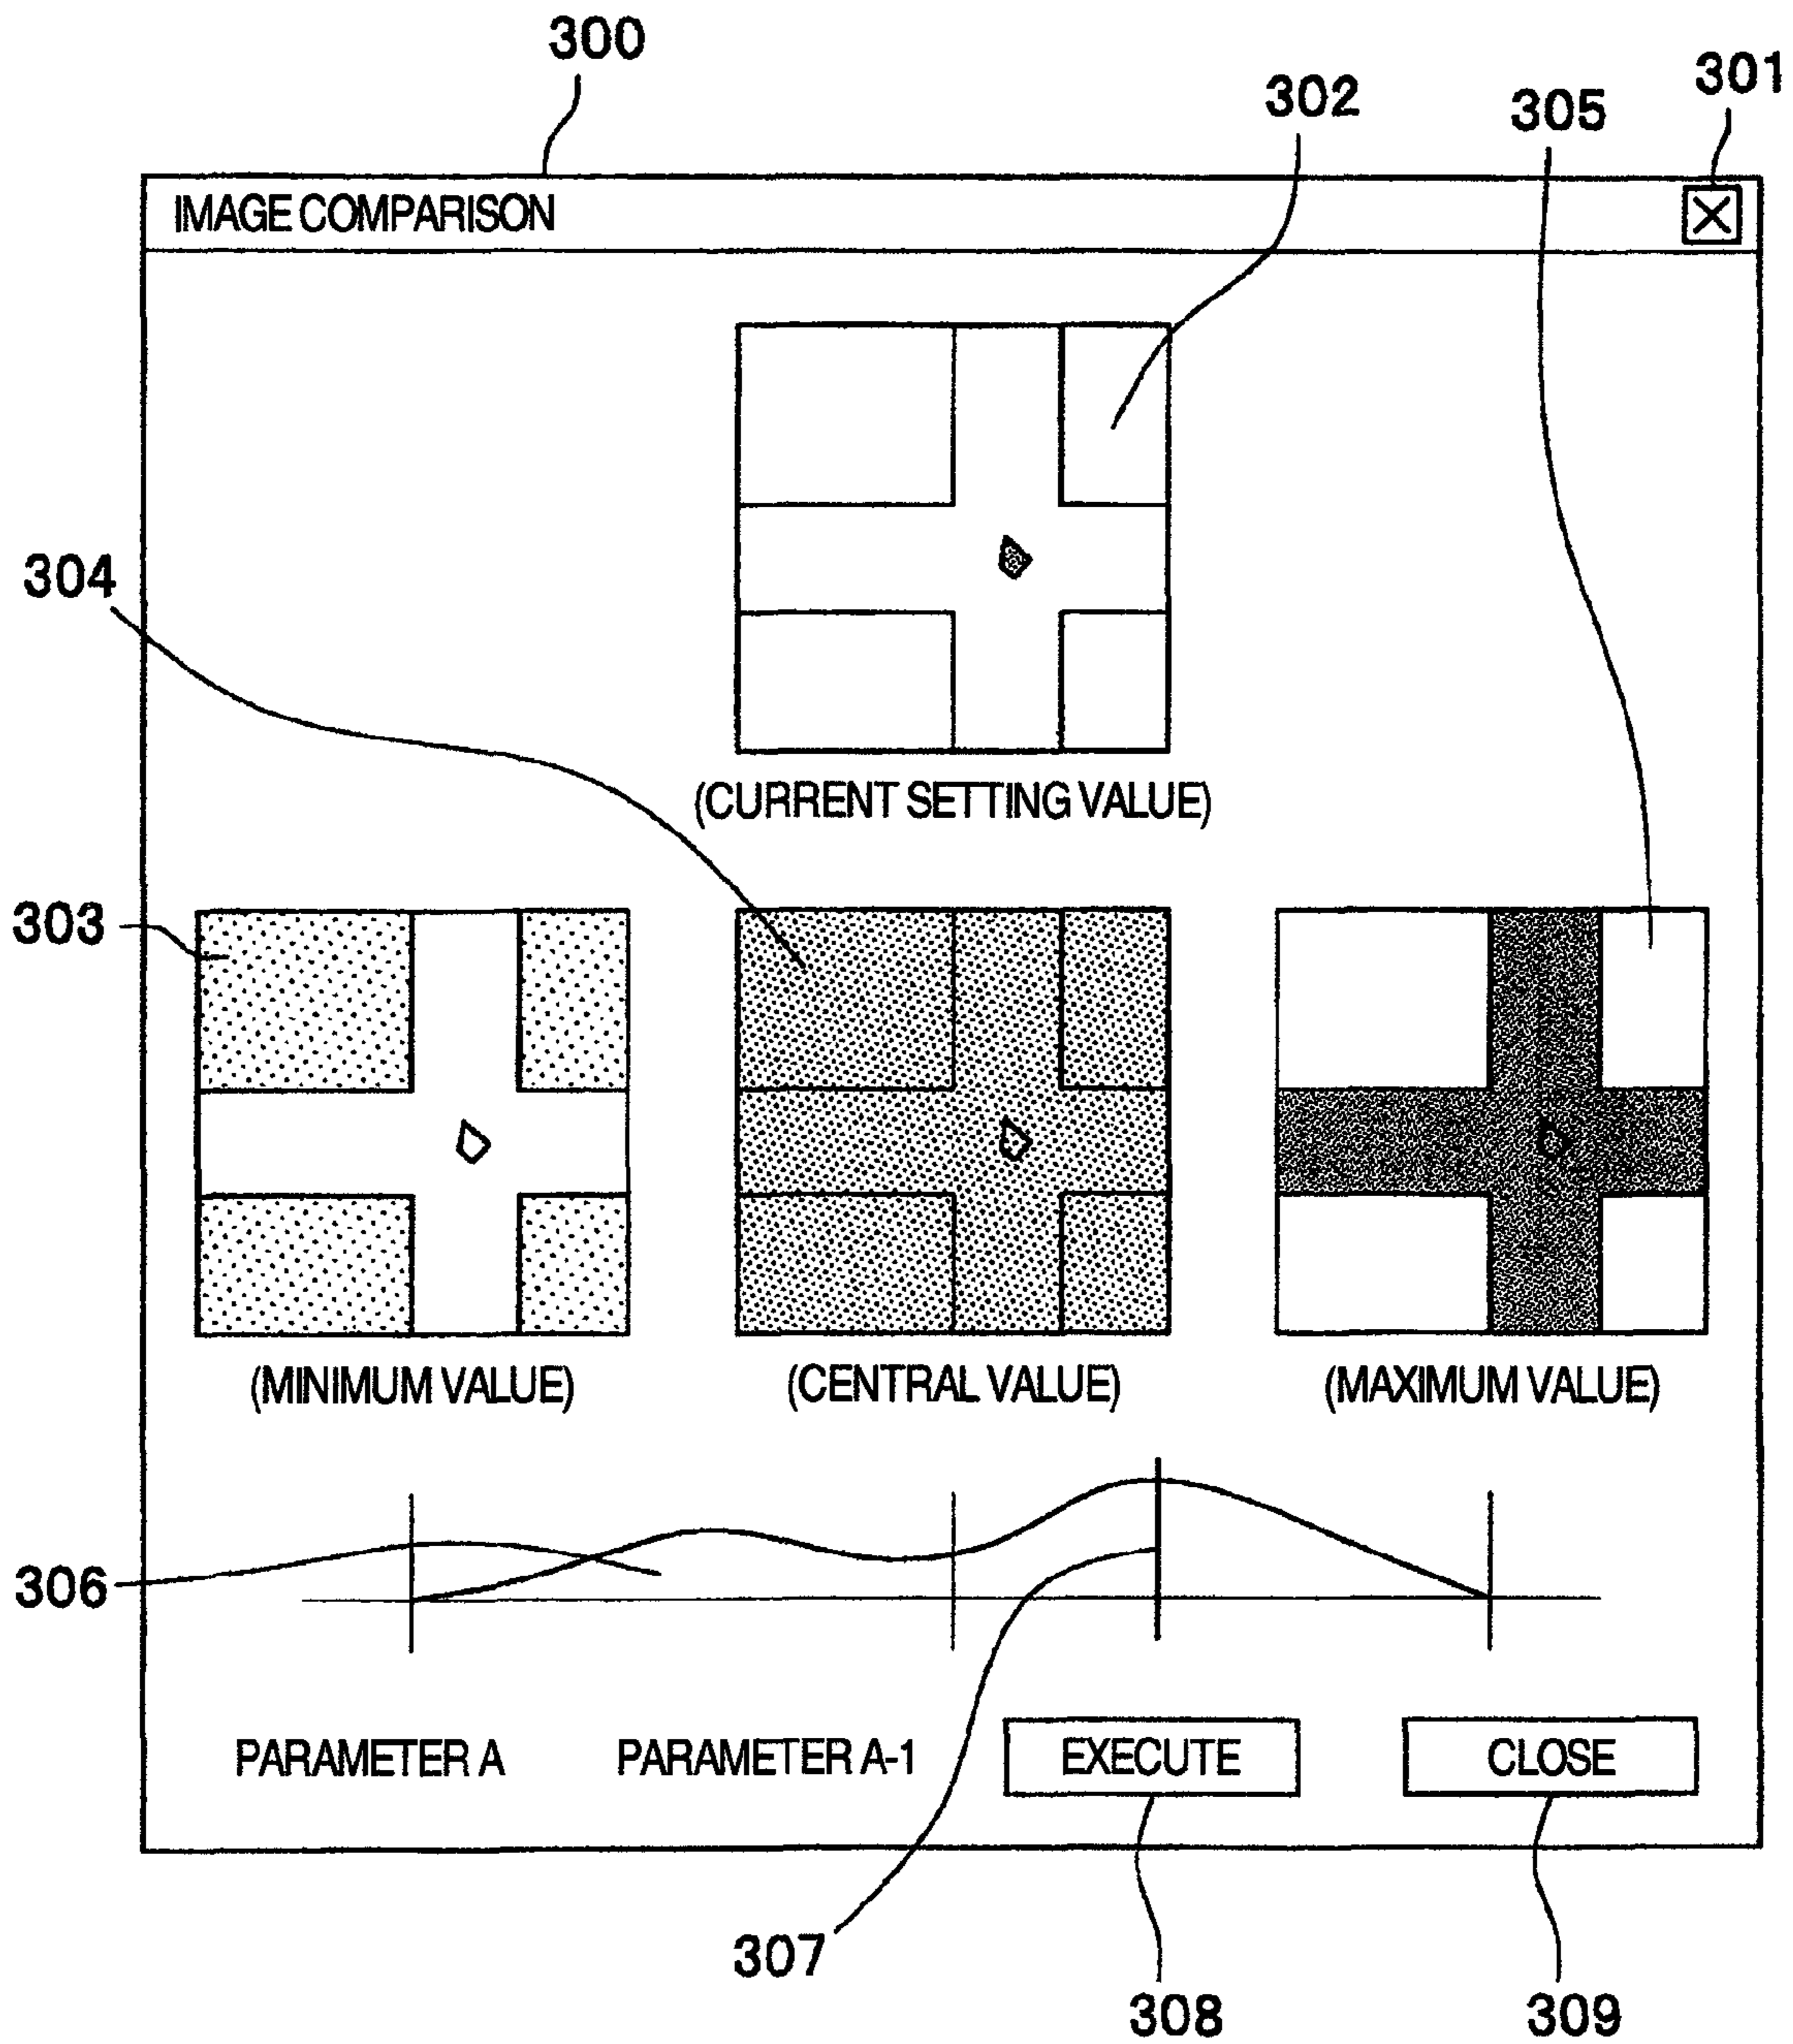 300
302
305
301
IMAGE COMPARISON
304
(CURRENT SETTING VALUE)
303
(MINIMUM VALUE)
(CENTRAL VALUE)
(MAXIMUM VALUE)
306
PARAMETER A
PARAMETER A-1
EXECUTE
CLOSE
307
308
309